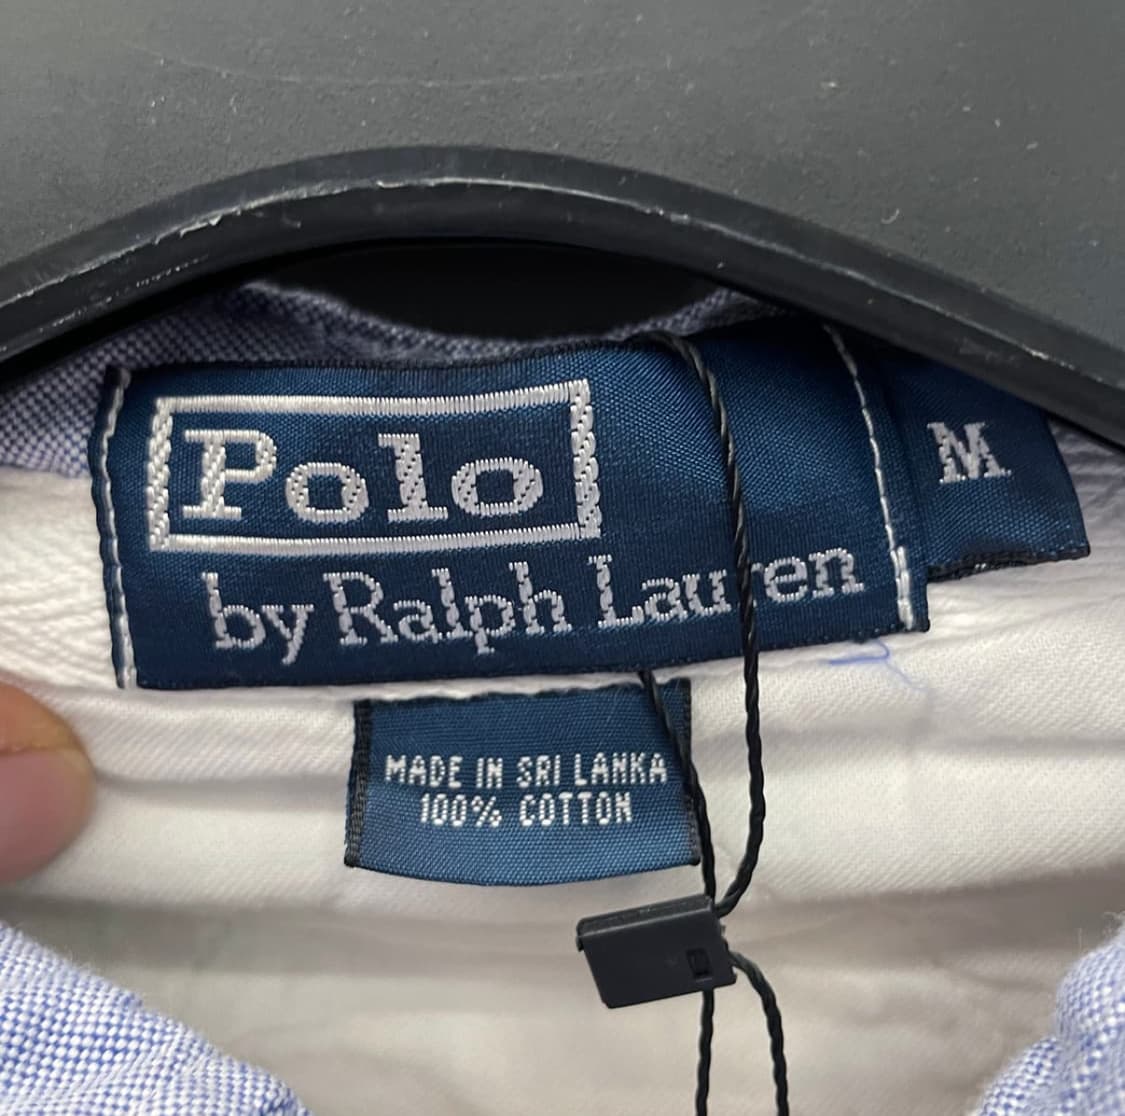 Polo
by Ralph Lauren
M
MADE IN SRI LANKA
100% COTTON